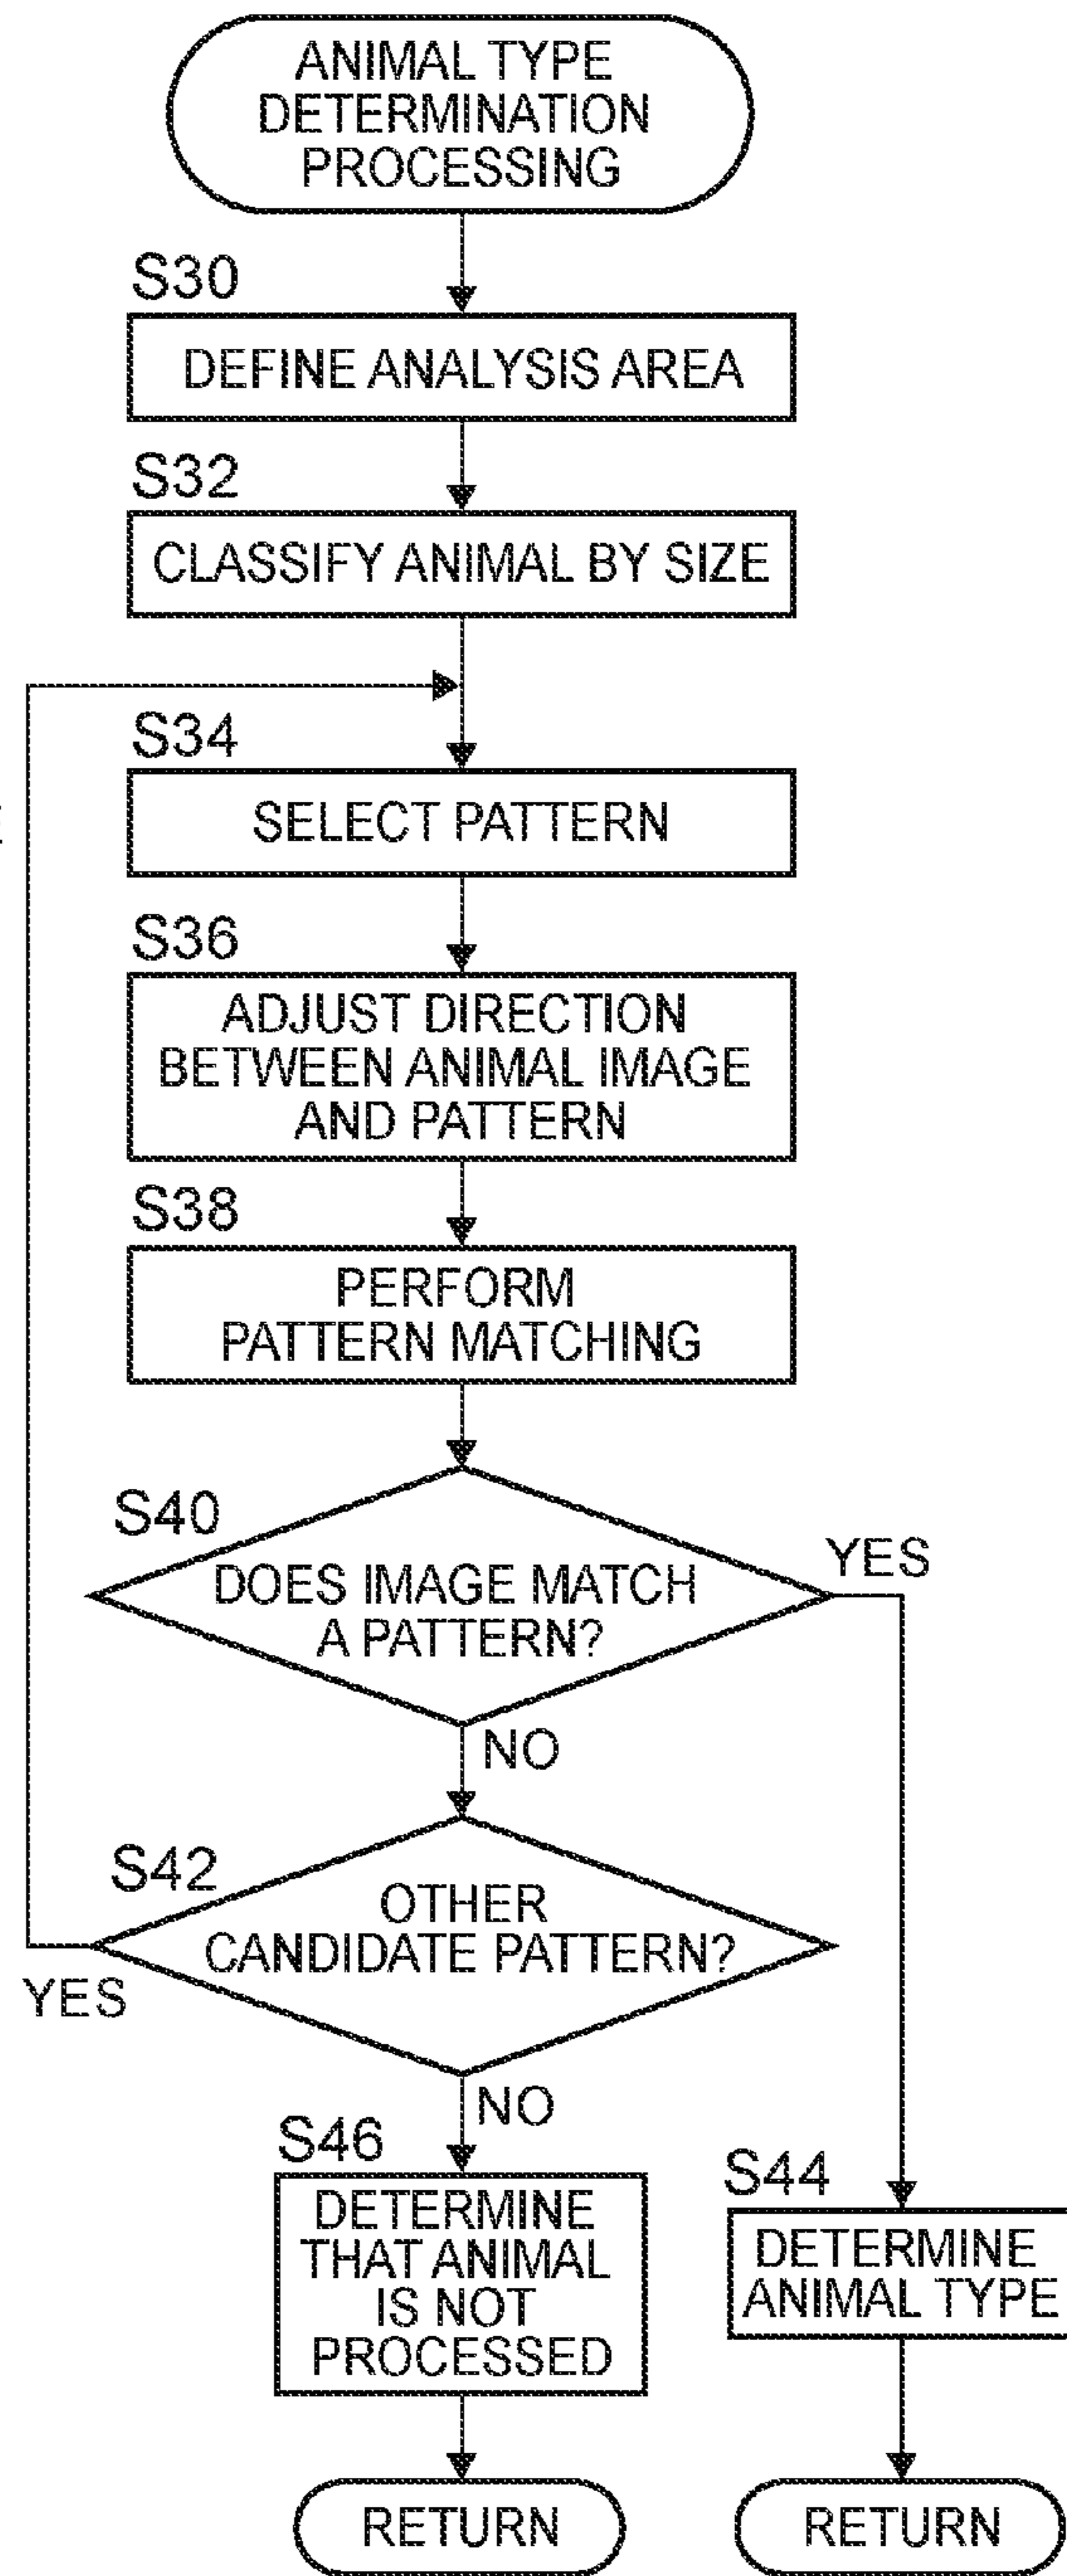 ANIMAL TYPE
DETERMINATION
PROCESSING
S30
DEFINE ANALYSIS AREA
S32
CLASSIFY ANIMAL BY SIZE
S34
SELECT PATTERN
S36
ADJUST DIRECTION
BETWEEN ANIMAL IMAGE
AND PATTERN
S38
PERFORM
PATTERN MATCHING
S40
DOES IMAGE MATCH
A PATTERN?
YES
NO
S42
OTHER
CANDIDATE PATTERN?
YES
NO
S46
DETERMINE
THAT ANIMAL
IS NOT
PROCESSED
S44
DETERMINE
ANIMAL TYPE
RETURN
RETURN